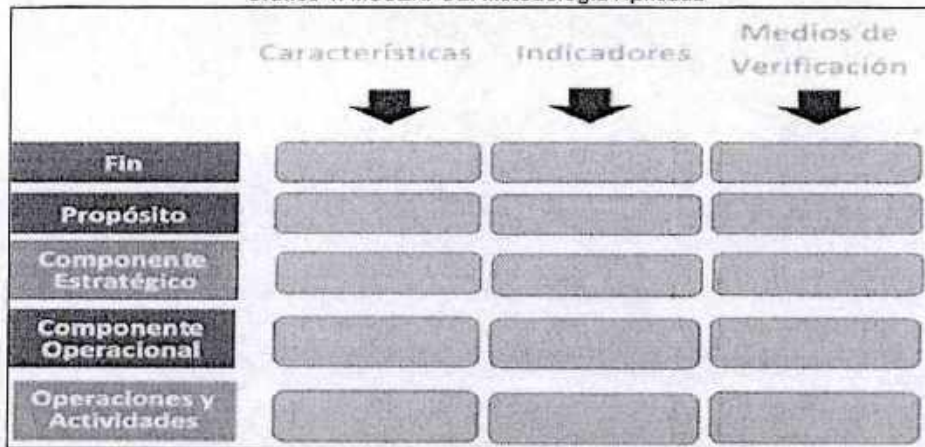 Características
Indicadores
Medios de
Verificación
Fin
Propósito
Componente
Estratégico
Componente
Operacional
Operaciones y
Actividades